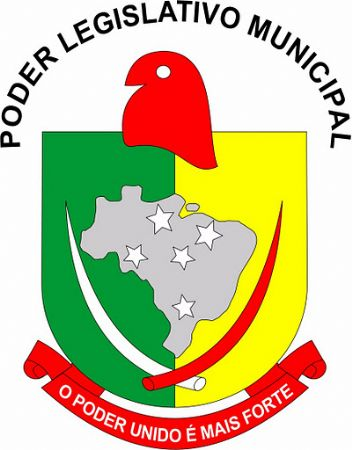 PODER LEGISLATIVO MUNICIPAL
O PODER UNIDO É MAIS FORTE